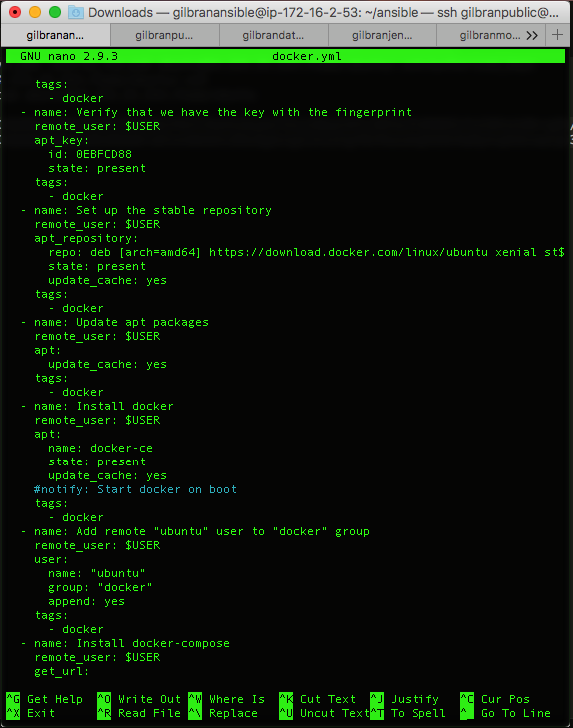 Downloads — gilbranansible@ip-172-16-2-53: ~/ansible — ssh gilbranpublic@...
gilbranan... gilbranpu... gilbrandat... gilbranjen... gilbranmo... >> +
GNU nano 2.9.3 docker.yml
tags:
- docker
- name: Verify that we have the key with the fingerprint
remote_user: $USER
apt_key:
id: 0EBFCD88
state: present
tags:
- docker
- name: Set up the stable repository
remote_user: $USER
apt_repository:
repo: deb [arch=amd64] https://download.docker.com/linux/ubuntu xenial st$
state: present
update_cache: yes
tags:
- docker
- name: Update apt packages
remote_user: $USER
apt:
update_cache: yes
tags:
- docker
- name: Install docker
remote_user: $USER
apt:
name: docker-ce
state: present
update_cache: yes
#notify: Start docker on boot
tags:
- docker
- name: Add remote "ubuntu" user to "docker" group
remote_user: $USER
user:
name: "ubuntu"
group: "docker"
append: yes
tags:
- docker
- name: Install docker-compose
remote_user: $USER
get_url:
^G Get Help ^O Write Out ^W Where Is ^K Cut Text ^J Justify ^C Cur Pos
^X Exit ^R Read File ^\ Replace ^U Uncut Text ^T To Spell ^_ Go To Line